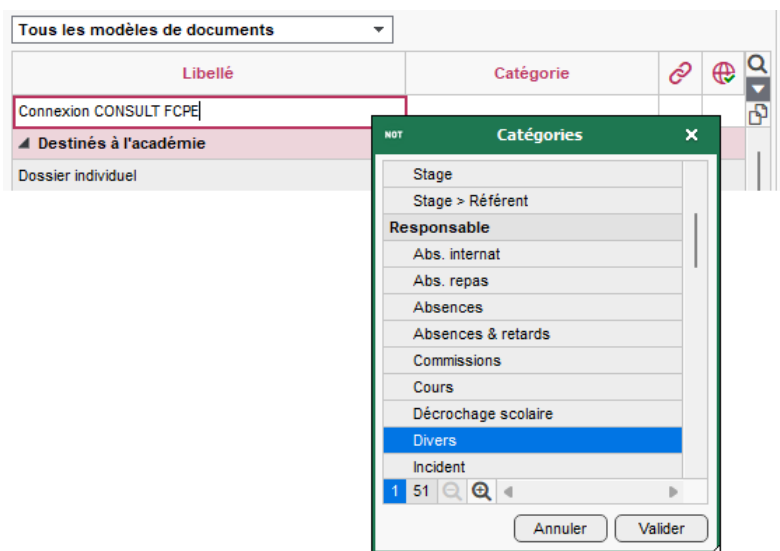 Tous les modèles de documents
Libellé Catégorie
Connexion CONSULT FCPE
Destinés à l'académie
Dossier individuel
NOT Catégories
Stage
Stage > Référent
Responsable
Abs. internat
Abs. repas
Absences
Absences & retards
Commissions
Cours
Décrochage scolaire
Divers
Incident
1 51
Annuler Valider